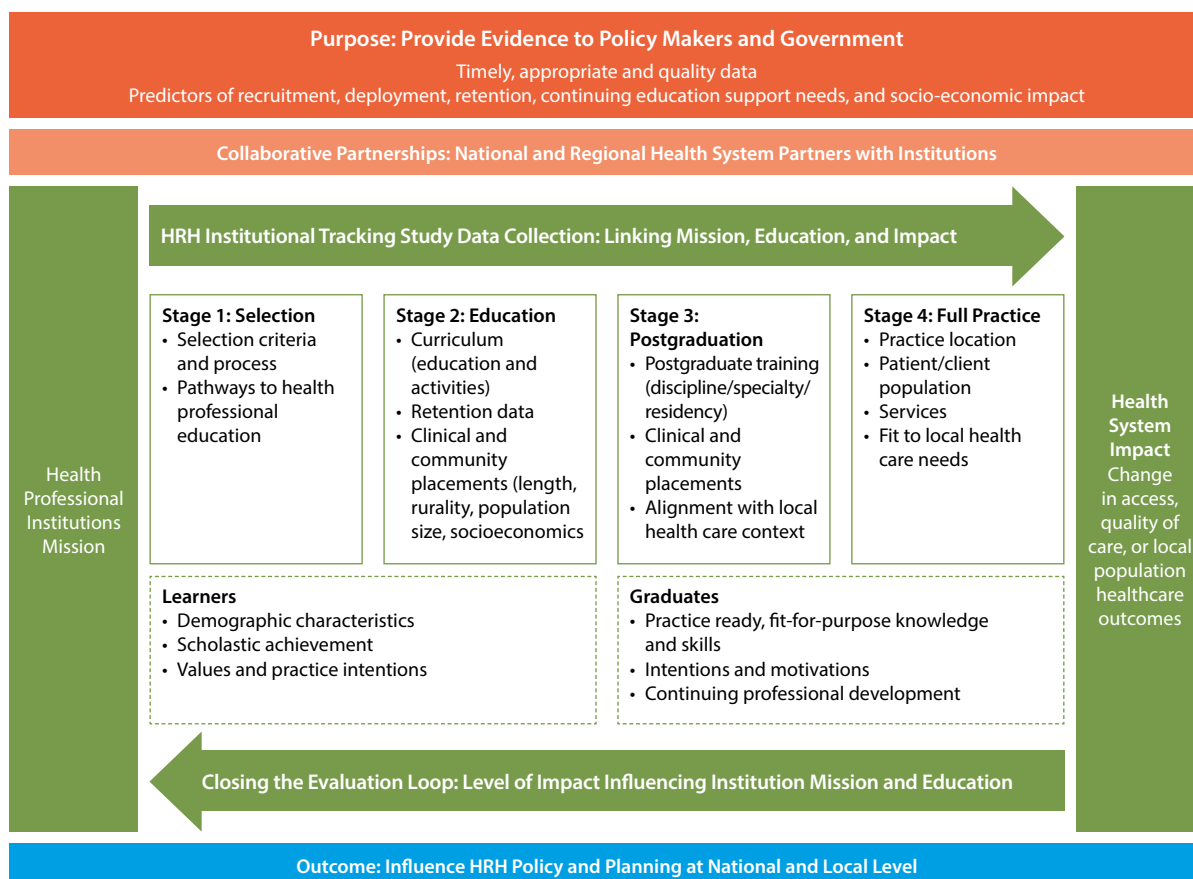 Purpose: Provide Evidence to Policy Makers and Government
Timely, appropriate and quality data
Predictors of recruitment, deployment, retention, continuing education support needs, and socio-economic impact
Collaborative Partnerships: National and Regional Health System Partners with Institutions
Health
Professional
Institutions
Mission
HRH Institutional Tracking Study Data Collection: Linking Mission, Education, and Impact
Stage 1: Selection
• Selection criteria
and process
• Pathways to health
professional
education
Stage 2: Education
• Curriculum
(education and
activities)
• Retention data
• Clinical and
community
placements (length,
rurality, population
size, socioeconomics
Stage 3:
Postgraduation
• Postgraduate training
(discipline/specialty/
residency)
• Clinical and
community
placements
• Alignment with local
health care context
Stage 4: Full Practice
• Practice location
• Patient/client
population
• Services
• Fit to local health
care needs
Learners
• Demographic characteristics
• Scholastic achievement
• Values and practice intentions
Graduates
• Practice ready, fit-for-purpose knowledge
and skills
• Intentions and motivations
• Continuing professional development
Closing the Evaluation Loop: Level of Impact Influencing Institution Mission and Education
Health
System
Impact
Change
in access,
quality of
care, or local
population
healthcare
outcomes
Outcome: Influence HRH Policy and Planning at National and Local Level